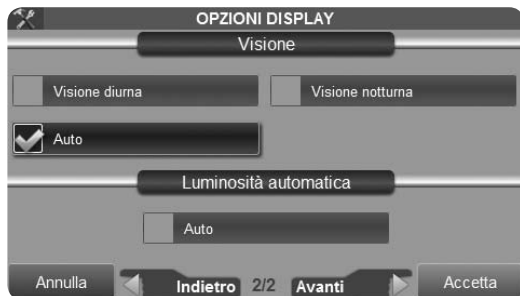 OPZIONI DISPLAY
Visione
Visione diurna
Visione notturna
Auto
Luminosità automatica
Auto
Annulla
Indietro 2/2 Avanti
Accetta